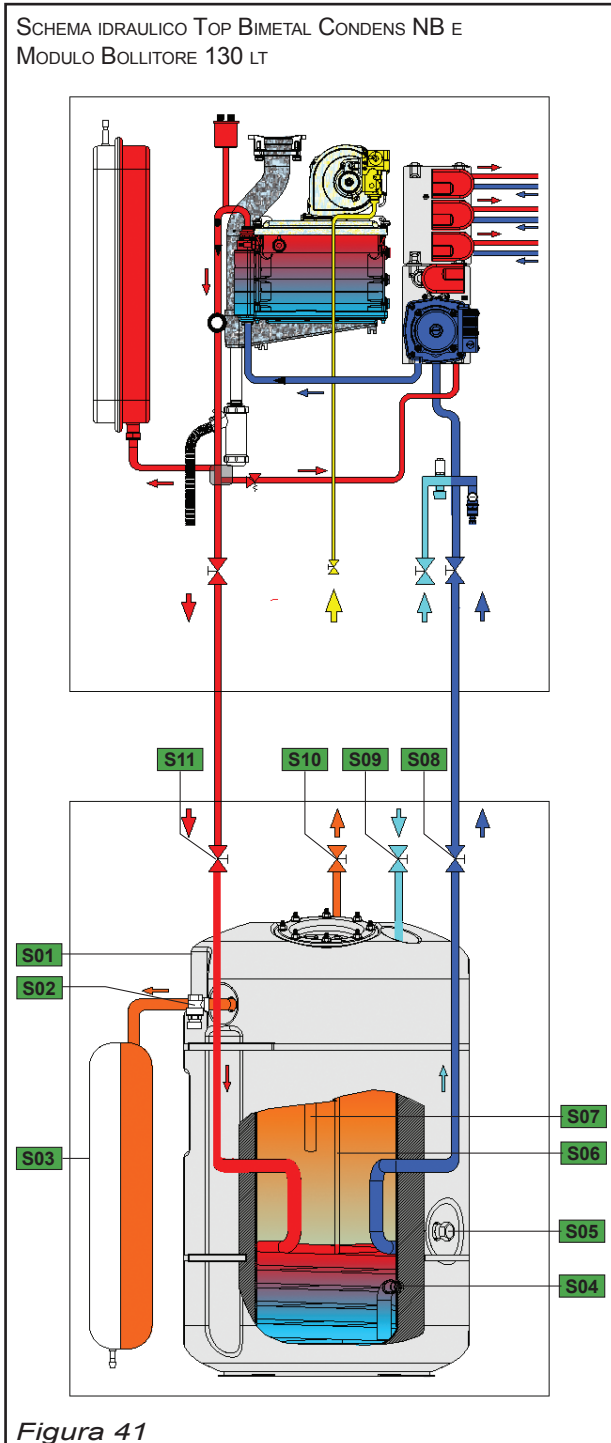 SCHEMA IDRAULICO TOP BIMETAL CONDENS NB E
MODULO BOLLITORE 130 LT
S11
S10
S09
S08
S01
S02
S07
S03
S06
S05
S04
Figura 41